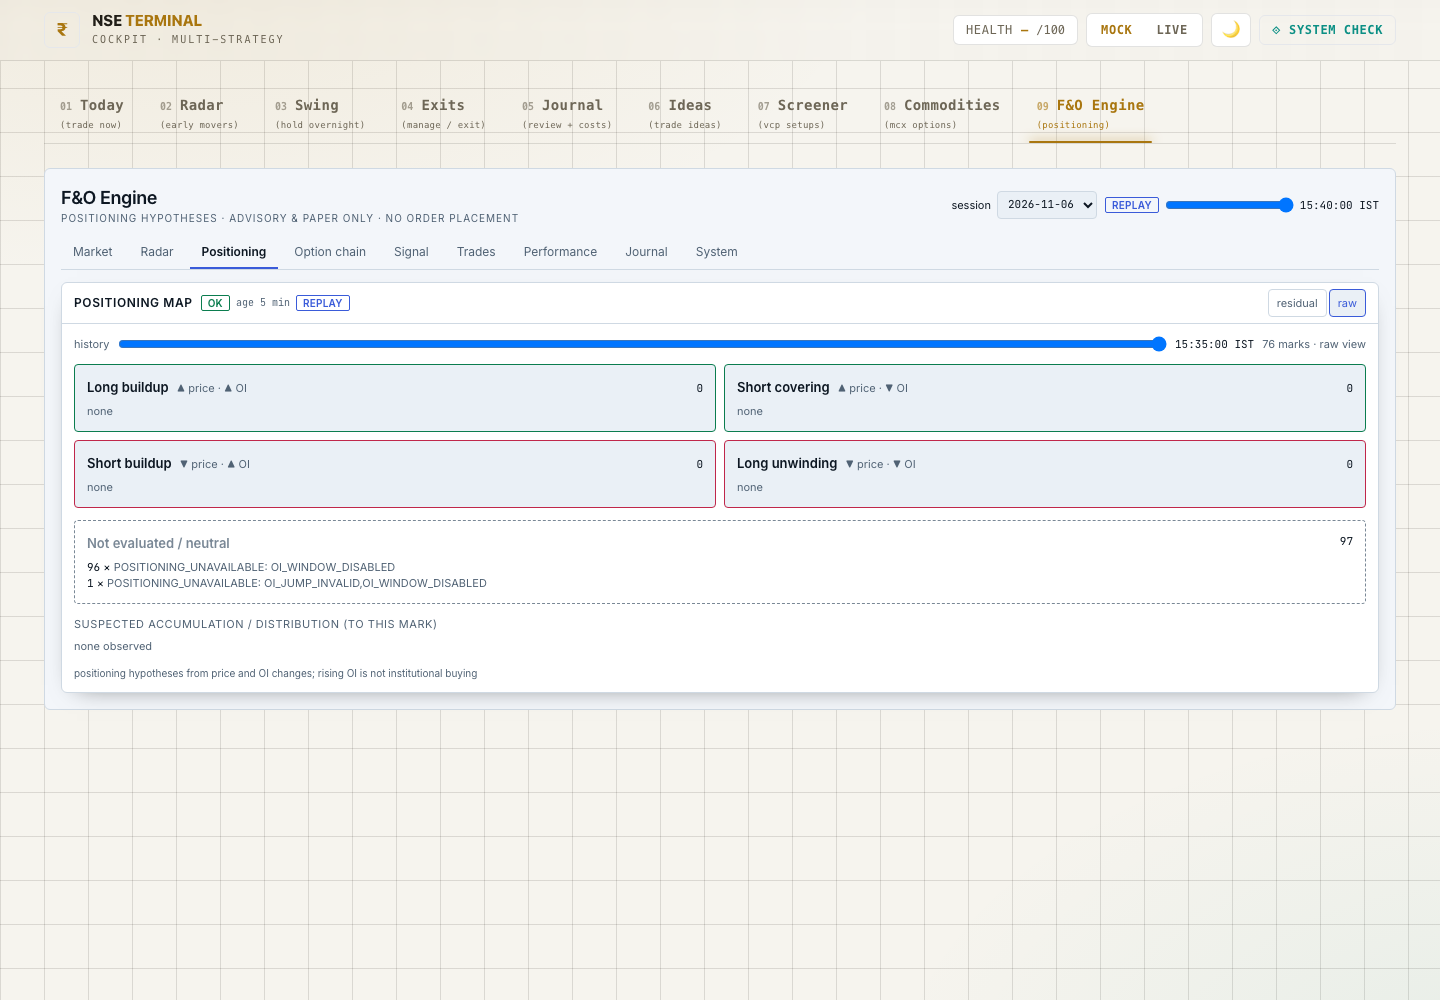 ₹ NSE TERMINAL
COCKPIT · MULTI-STRATEGY
HEALTH — /100
MOCK LIVE
◈ SYSTEM CHECK
01 Today
(trade now)
02 Radar
(early movers)
03 Swing
(hold overnight)
04 Exits
(manage / exit)
05 Journal
(review + costs)
06 Ideas
(trade ideas)
07 Screener
(vcp setups)
08 Commodities
(mcx options)
09 F&O Engine
(positioning)
F&O Engine
POSITIONING HYPOTHESES · ADVISORY & PAPER ONLY · NO ORDER PLACEMENT
session 2026-11-06 REPLAY 15:40:00 IST
Market Radar Positioning Option chain Signal Trades Performance Journal System
POSITIONING MAP OK age 5 min REPLAY residual raw
history 15:35:00 IST 76 marks · raw view
Long buildup ▲ price · ▲ OI 0
none
Short covering ▲ price · ▼ OI 0
none
Short buildup ▼ price · ▲ OI 0
none
Long unwinding ▼ price · ▼ OI 0
none
Not evaluated / neutral 97
96 × POSITIONING_UNAVAILABLE: OI_WINDOW_DISABLED
1 × POSITIONING_UNAVAILABLE: OI_JUMP_INVALID,OI_WINDOW_DISABLED
SUSPECTED ACCUMULATION / DISTRIBUTION (TO THIS MARK)
none observed
positioning hypotheses from price and OI changes; rising OI is not institutional buying